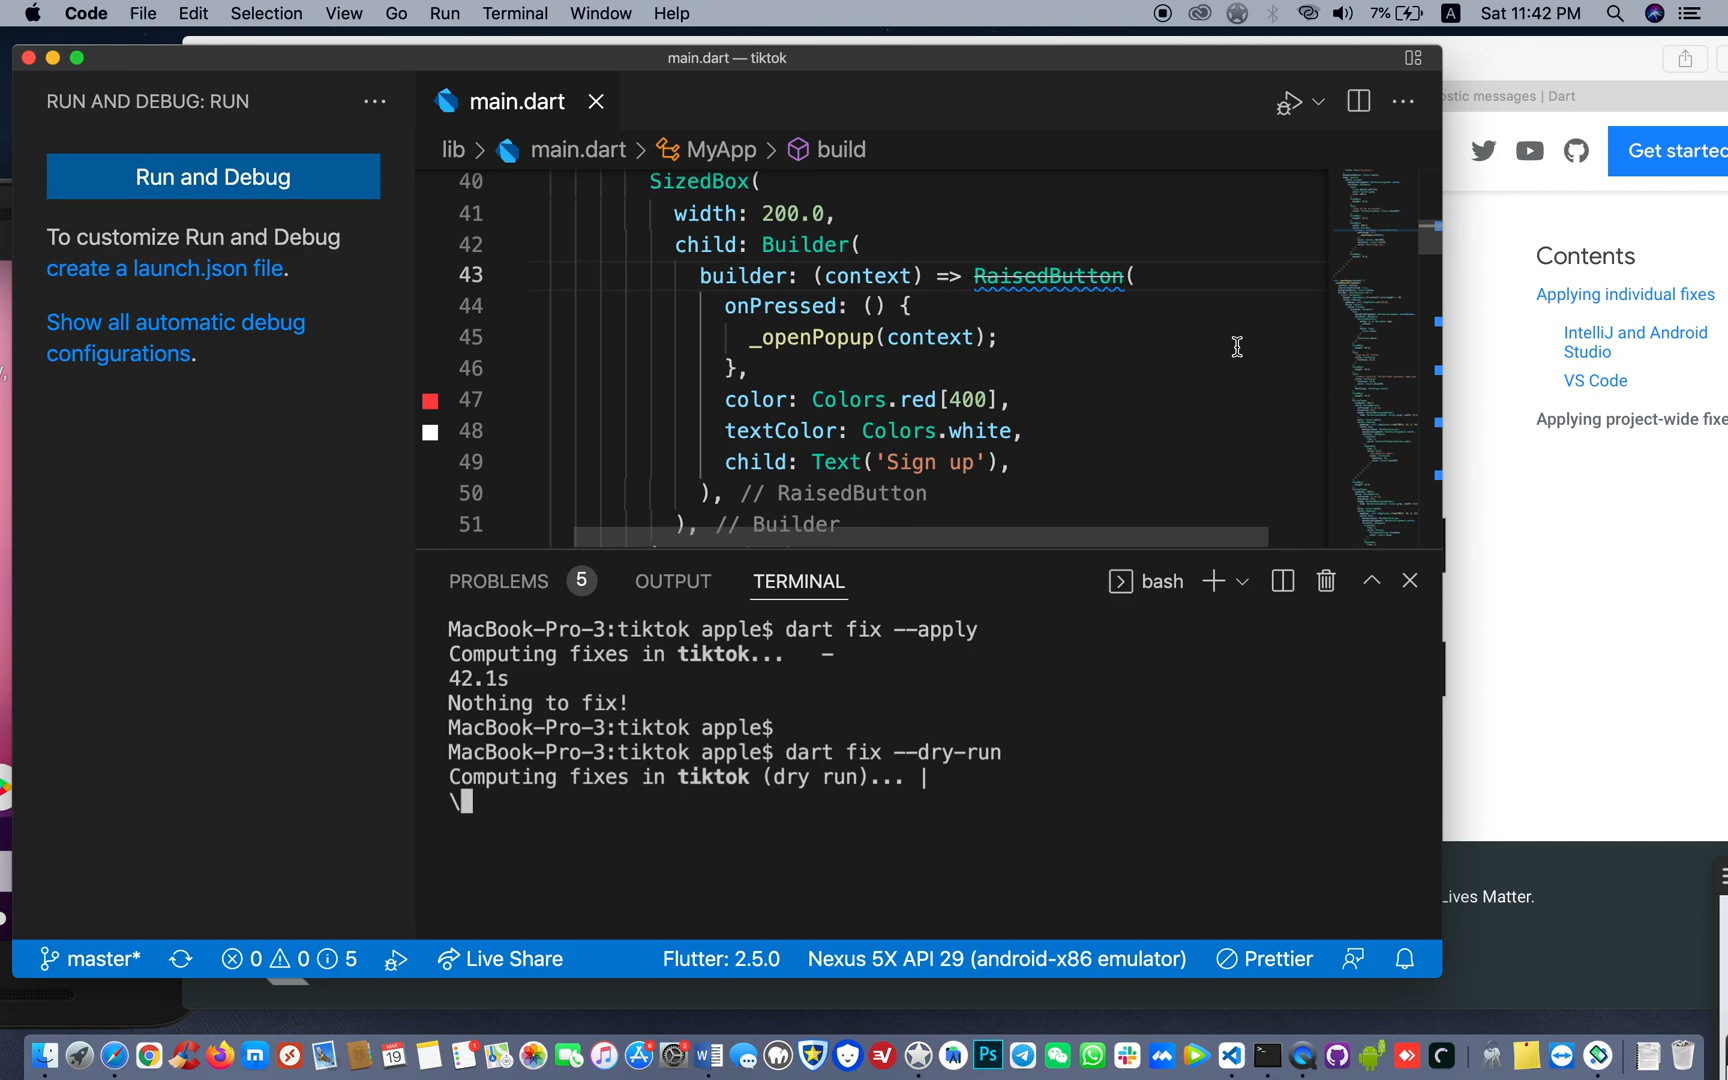 Code File Edit Selection View Go Run Terminal Window Help 7% A Sat 11:42 PM
main.dart — tiktok
RUN AND DEBUG: RUN
Run and Debug
To customize Run and Debug
create a launch.json file.
Show all automatic debug
configurations.
main.dart
lib > main.dart > MyApp > build
40 SizedBox(
41 width: 200.0,
42 child: Builder(
43 builder: (context) => RaisedButton(
44 onPressed: () {
45 _openPopup(context);
46 },
47 color: Colors.red[400],
48 textColor: Colors.white,
49 child: Text('Sign up'),
50 ), // RaisedButton
51 ), // Builder
PROBLEMS 5 OUTPUT TERMINAL bash
MacBook-Pro-3:tiktok apple$ dart fix --apply
Computing fixes in tiktok... -
42.1s
Nothing to fix!
MacBook-Pro-3:tiktok apple$
MacBook-Pro-3:tiktok apple$ dart fix --dry-run
Computing fixes in tiktok (dry run)... |
\
master* 0 0 5 Live Share Flutter: 2.5.0 Nexus 5X API 29 (android-x86 emulator) Prettier
ostic messages | Dart
Get started
Contents
Applying individual fixes
IntelliJ and Android
Studio
VS Code
Applying project-wide fixe
Lives Matter.
MAR
19
Ps